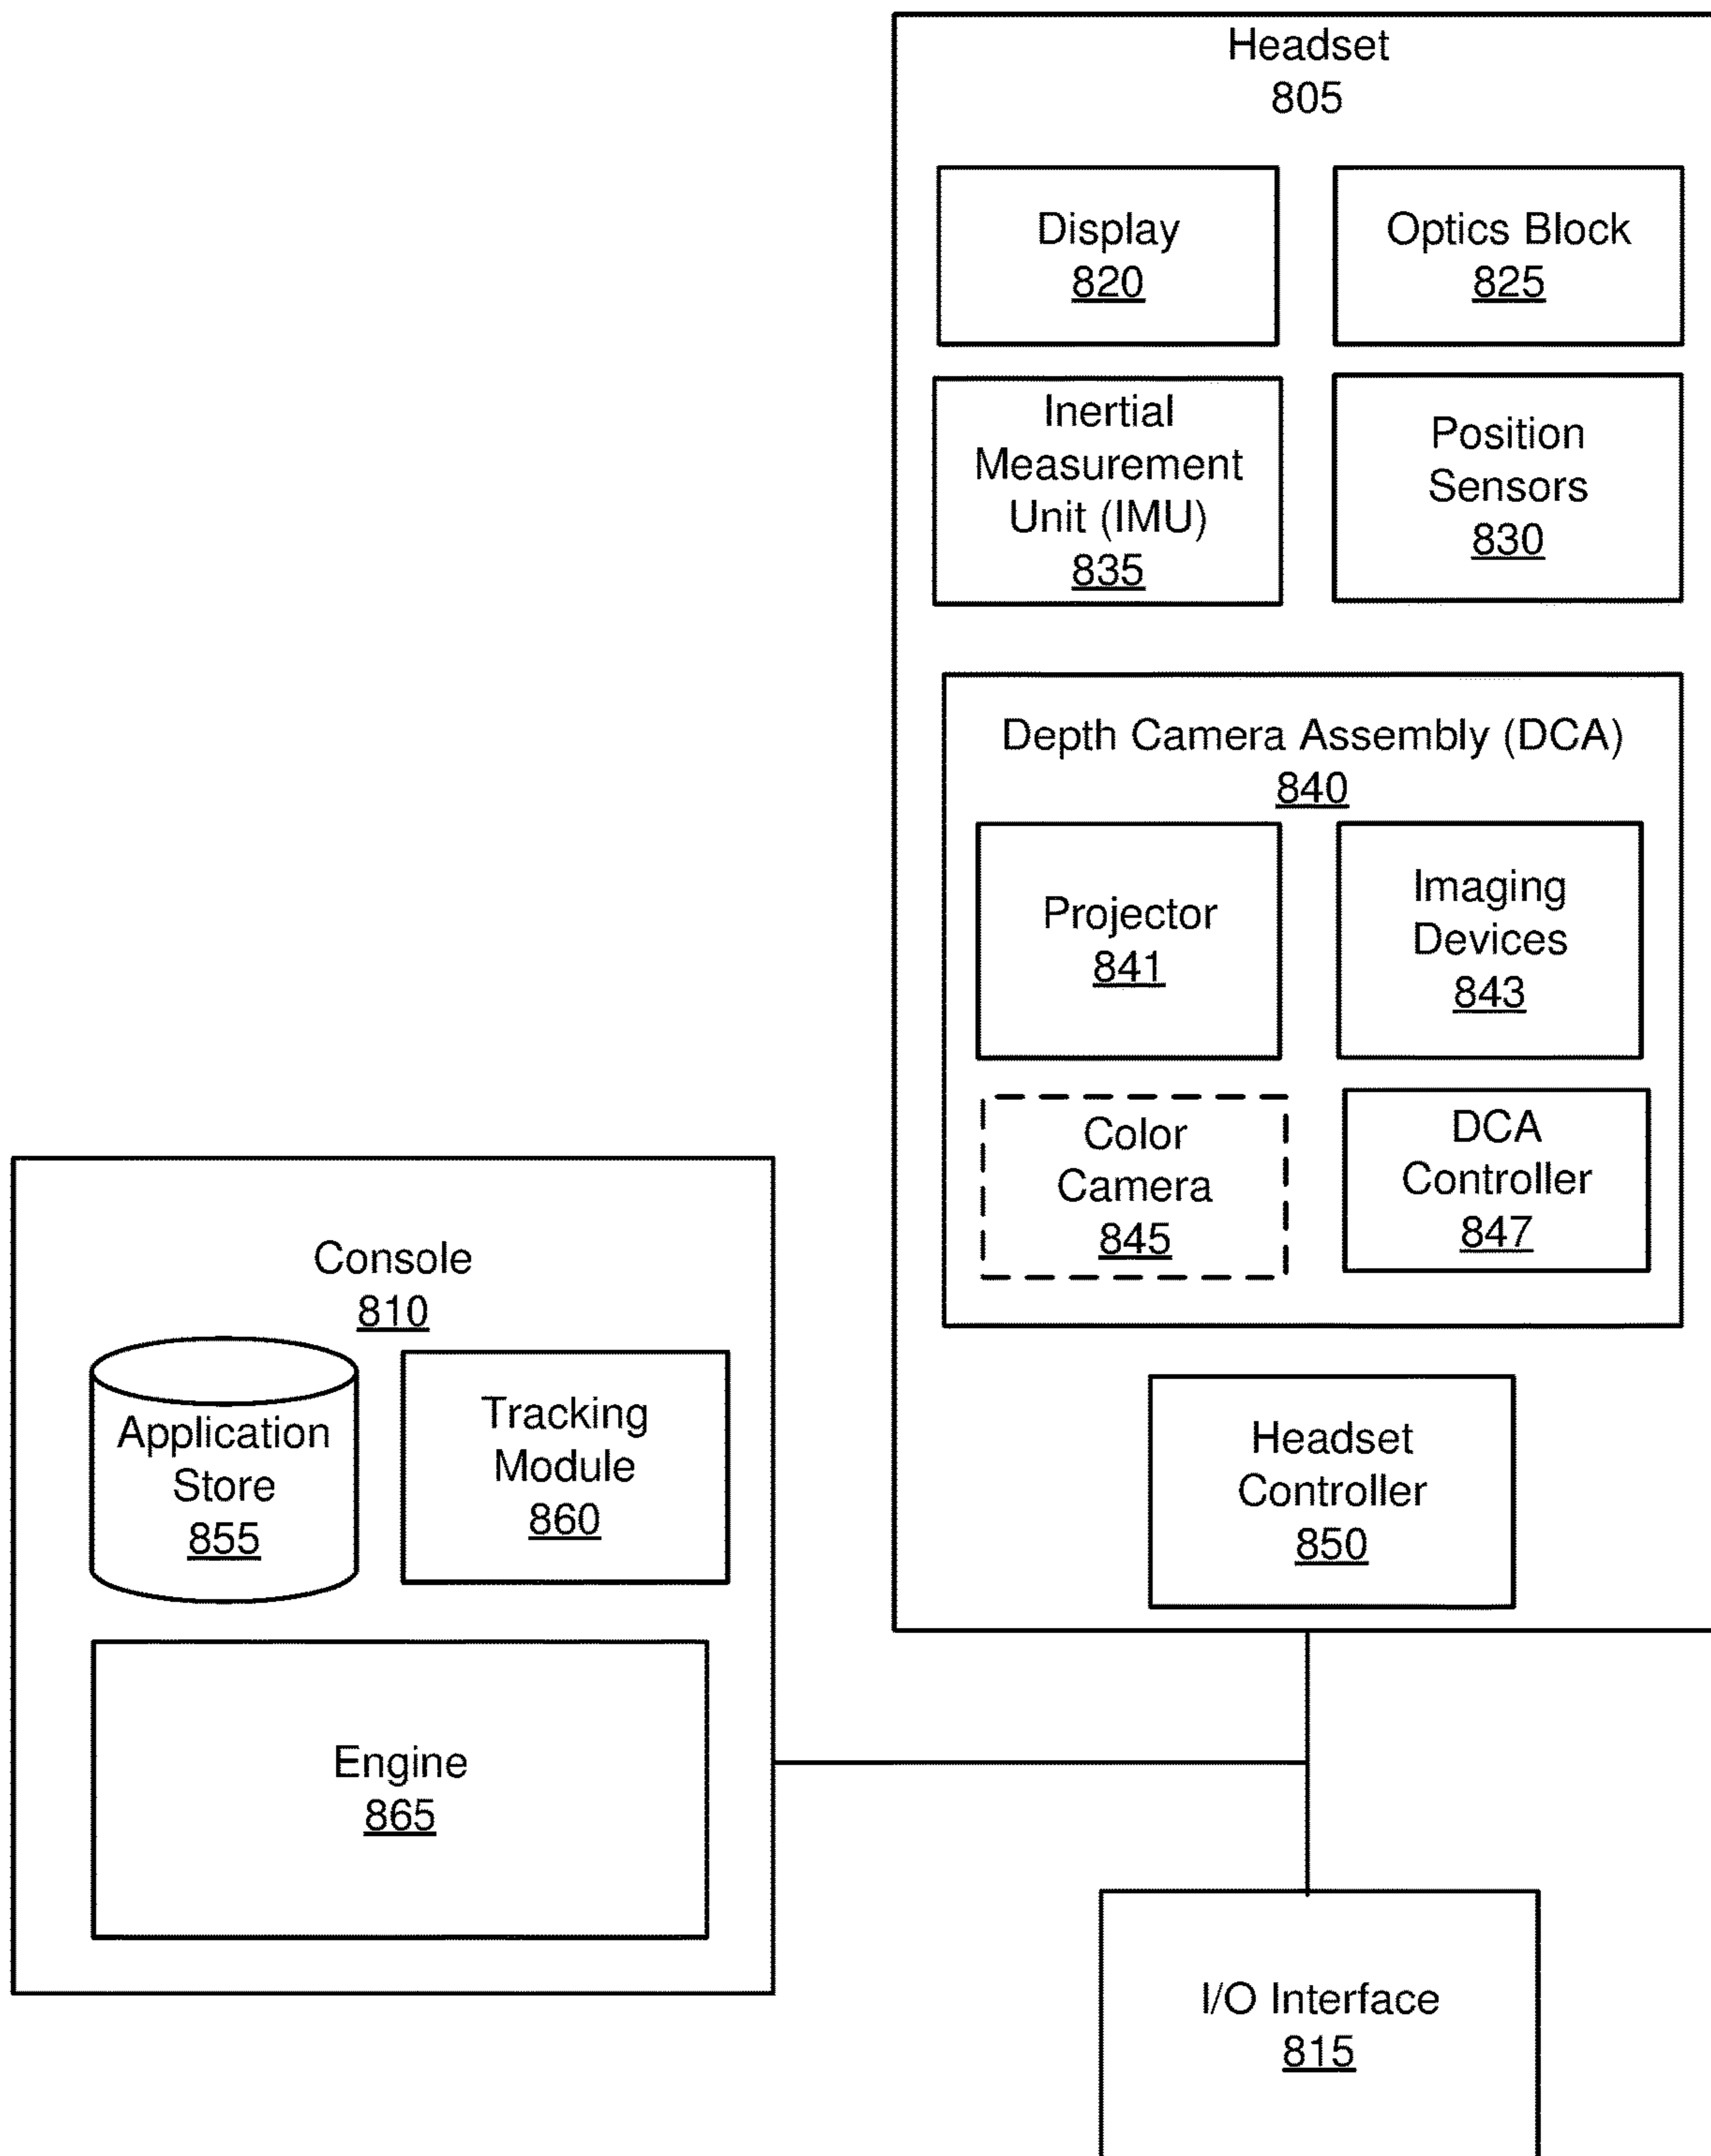 Headset
805
Display
820
Optics Block
825
Inertial
Measurement
Unit (IMU)
835
Position
Sensors
830
Depth Camera Assembly (DCA)
840
Projector
841
Imaging
Devices
843
Color
Camera
845
DCA
Controller
847
Headset
Controller
850
Console
810
Application
Store
855
Tracking
Module
860
Engine
865
I/O Interface
815